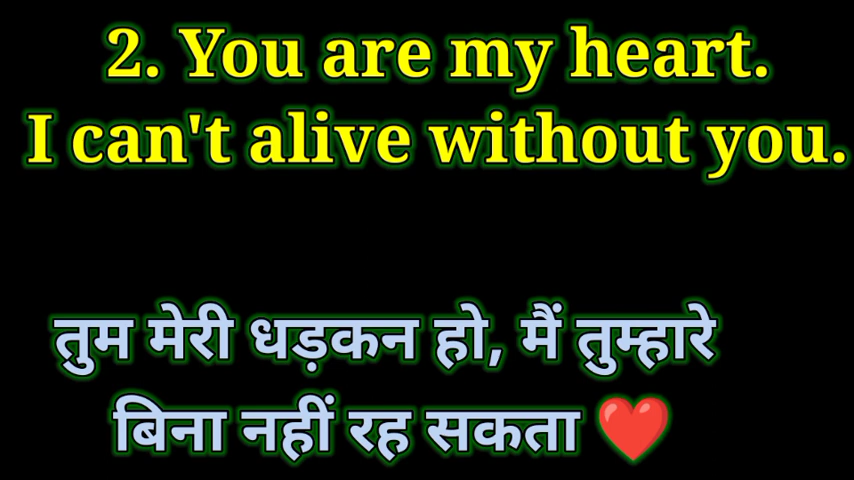 2. You are my heart.
I can't alive without you.
तुम मेरी धड़कन हो, मैं तुम्हारे
बिना नहीं रह सकता ❤️